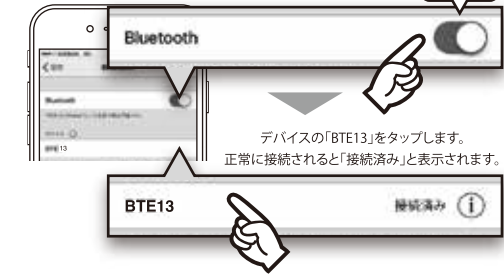 Bluetooth
Bluetooth
BTE13
デバイスの「BTE13」をタップします。
正常に接続されると「接続済み」と表示されます。
BTE13 接続済み